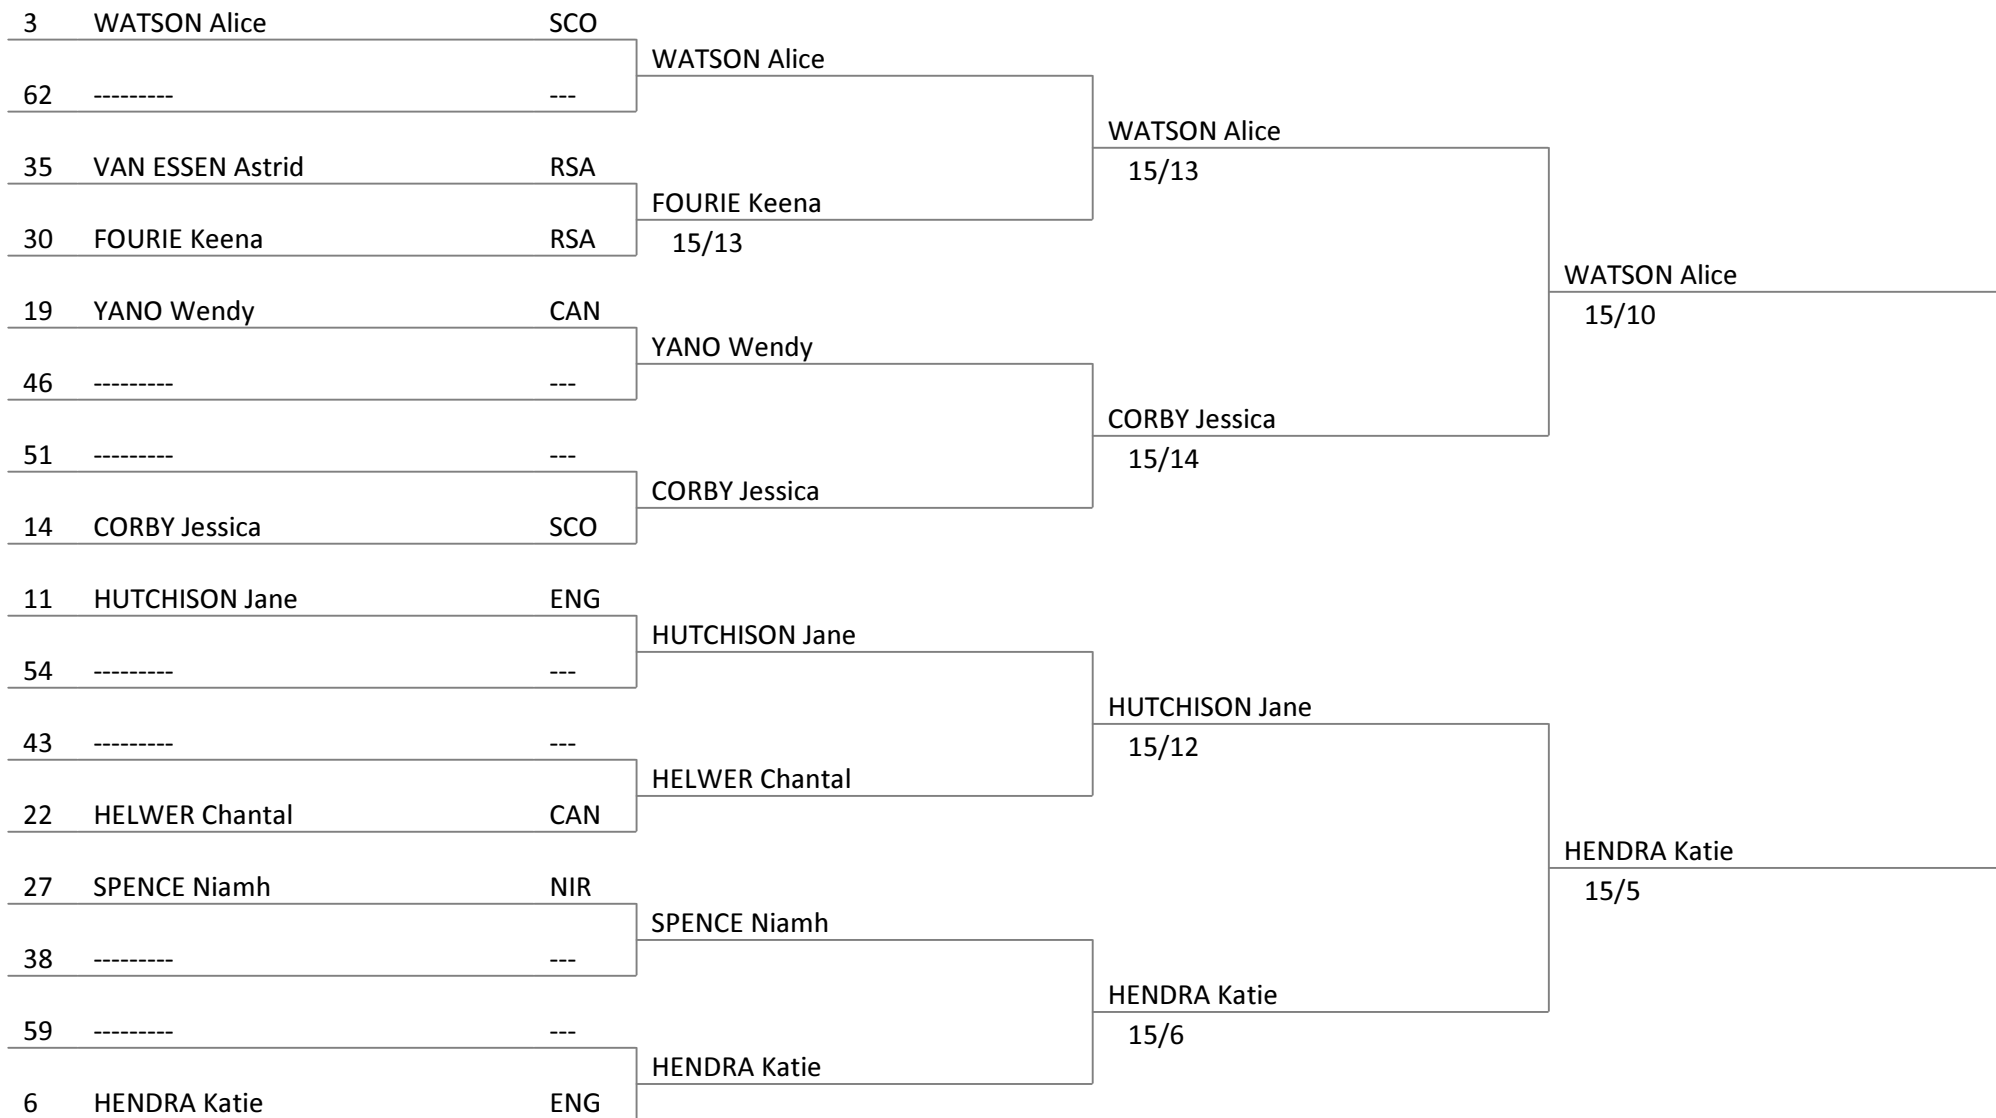 3 WATSON Alice SCO
WATSON Alice
62 --------- ---
WATSON Alice
35 VAN ESSEN Astrid RSA
15/13
FOURIE Keena
30 FOURIE Keena RSA
15/13
WATSON Alice
19 YANO Wendy CAN
15/10
YANO Wendy
46 --------- ---
CORBY Jessica
51 --------- ---
15/14
CORBY Jessica
14 CORBY Jessica SCO
11 HUTCHISON Jane ENG
HUTCHISON Jane
54 --------- ---
HUTCHISON Jane
43 --------- ---
15/12
HELWER Chantal
22 HELWER Chantal CAN
HENDRA Katie
27 SPENCE Niamh NIR
15/5
SPENCE Niamh
38 --------- ---
HENDRA Katie
59 --------- ---
15/6
HENDRA Katie
6 HENDRA Katie ENG